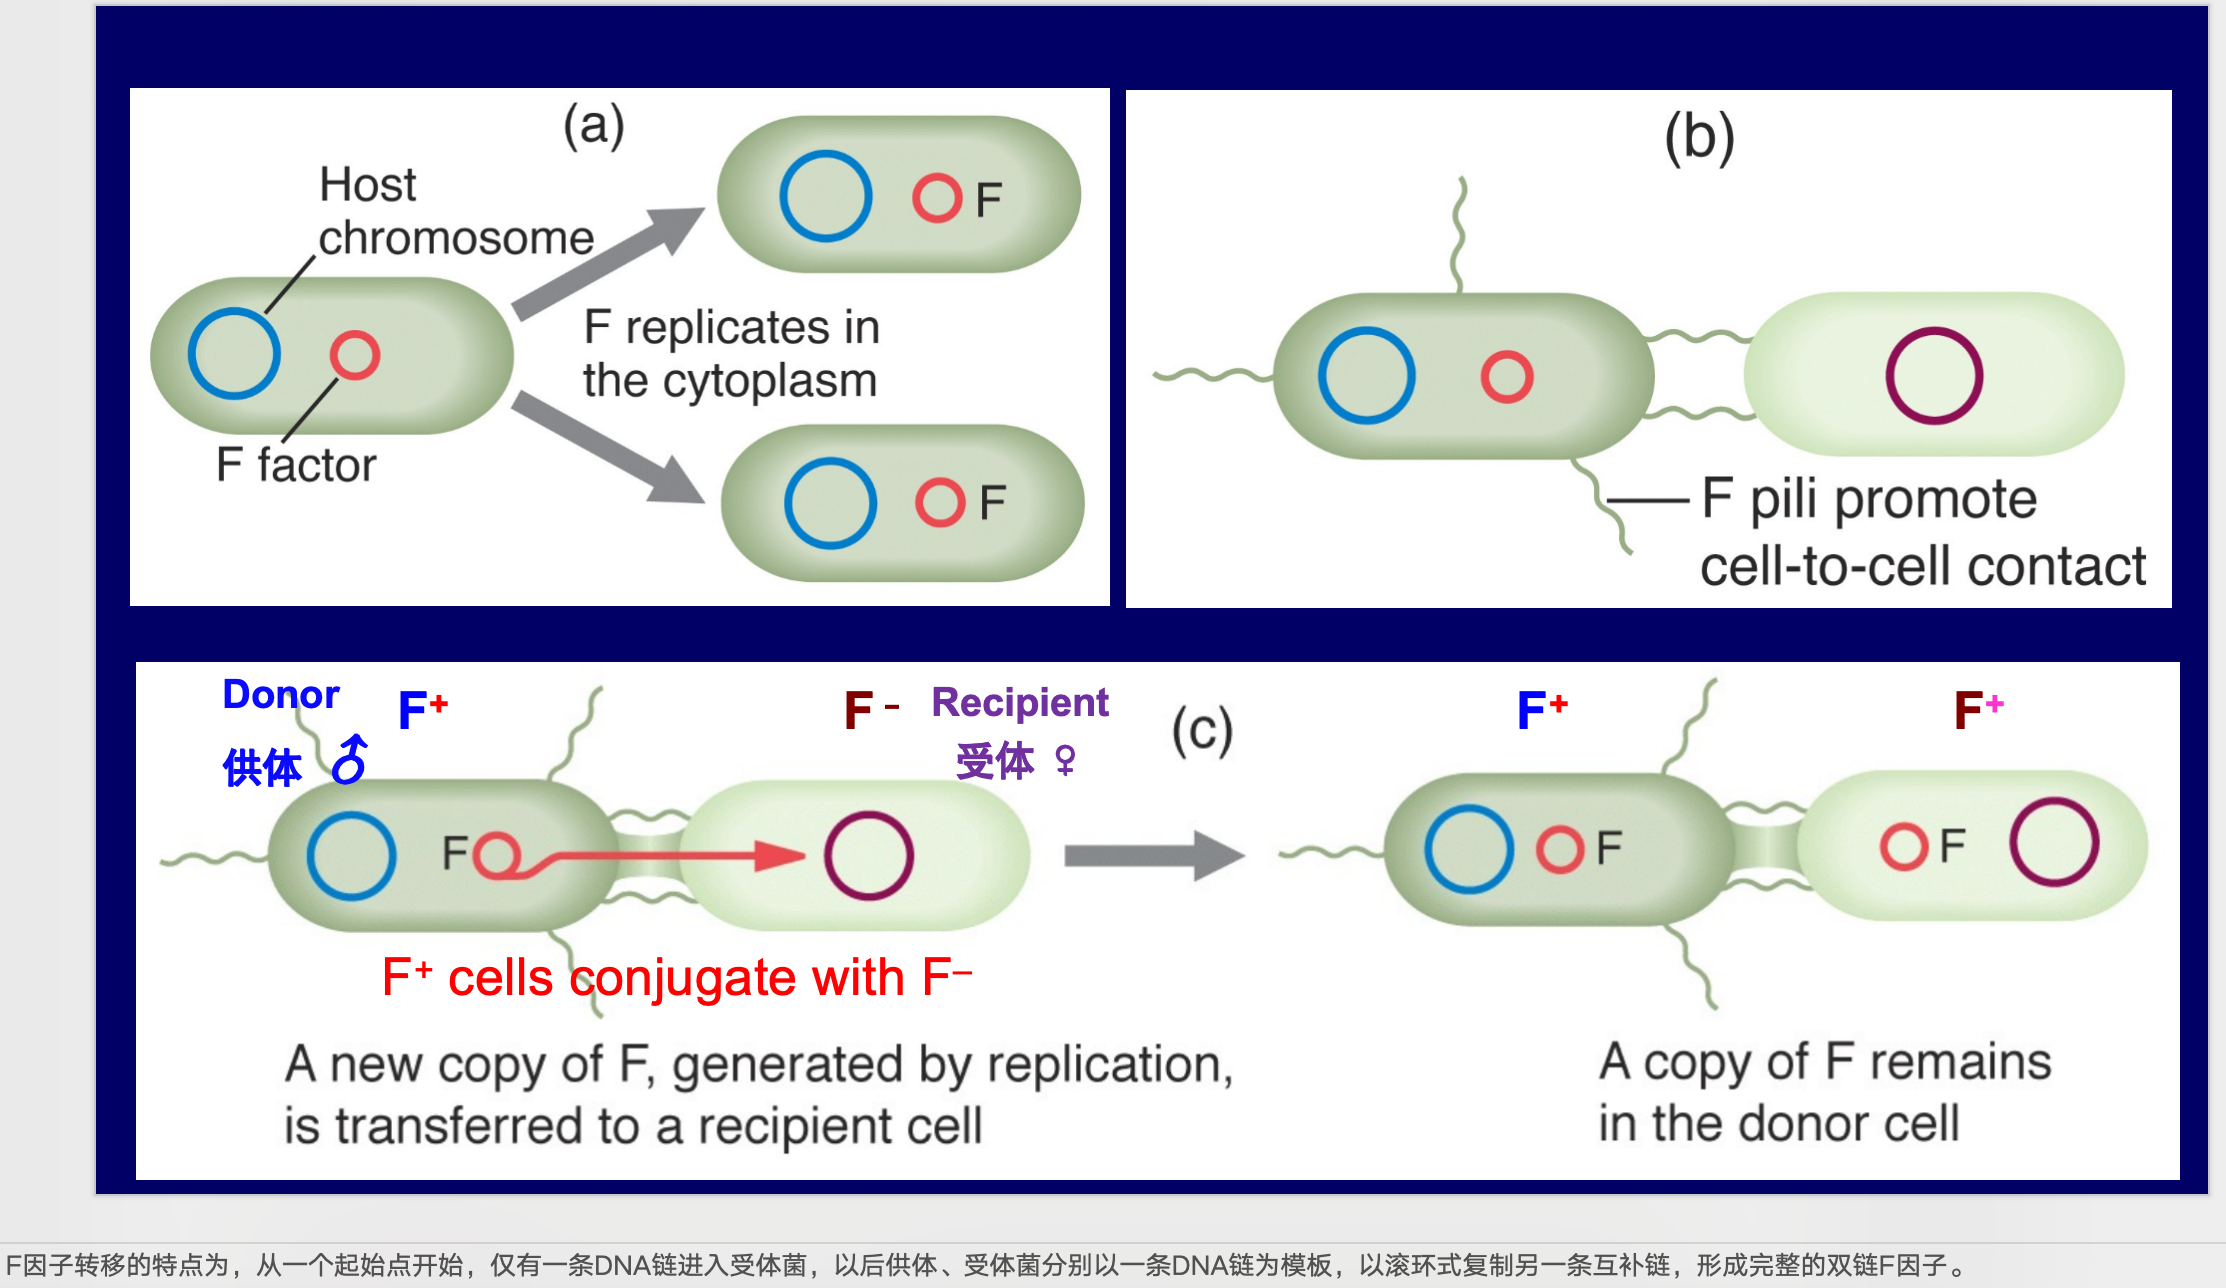 (a)
Host
chromosome
F
F replicates in
the cytoplasm
F factor
F
(b)
F pili promote
cell-to-cell contact
Donor
供体 ♂
F⁺
F⁻
Recipient
受体 ♀
(c)
F
F⁺ cells conjugate with F⁻
A new copy of F, generated by replication,
is transferred to a recipient cell
F⁺
F⁺
F
F
A copy of F remains
in the donor cell
F因子转移的特点为，从一个起始点开始，仅有一条DNA链进入受体菌，以后供体、受体菌分别以一条DNA链为模板，以滚环式复制另一条互补链，形成完整的双链F因子。